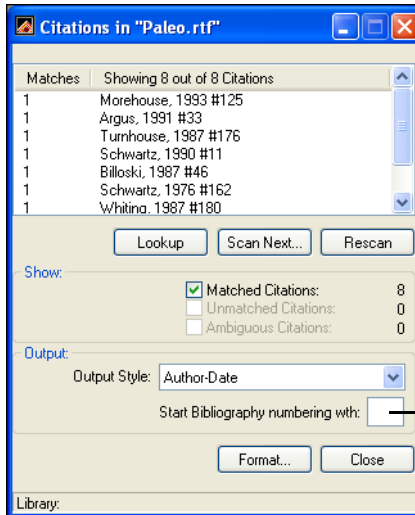 Citations in "Paleo.rtf"
Matches Showing 8 out of 8 Citations
1 Morehouse, 1993 #125
1 Argus, 1991 #33
1 Turnhouse, 1987 #176
1 Schwartz, 1990 #11
1 Billoski, 1987 #46
1 Schwartz, 1976 #162
1 Whiting, 1987 #180
Lookup Scan Next... Rescan
Show:
Matched Citations: 8
Unmatched Citations: 0
Ambiguous Citations: 0
Output:
Output Style: Author-Date
Start Bibliography numbering wth:
Format... Close
Library: